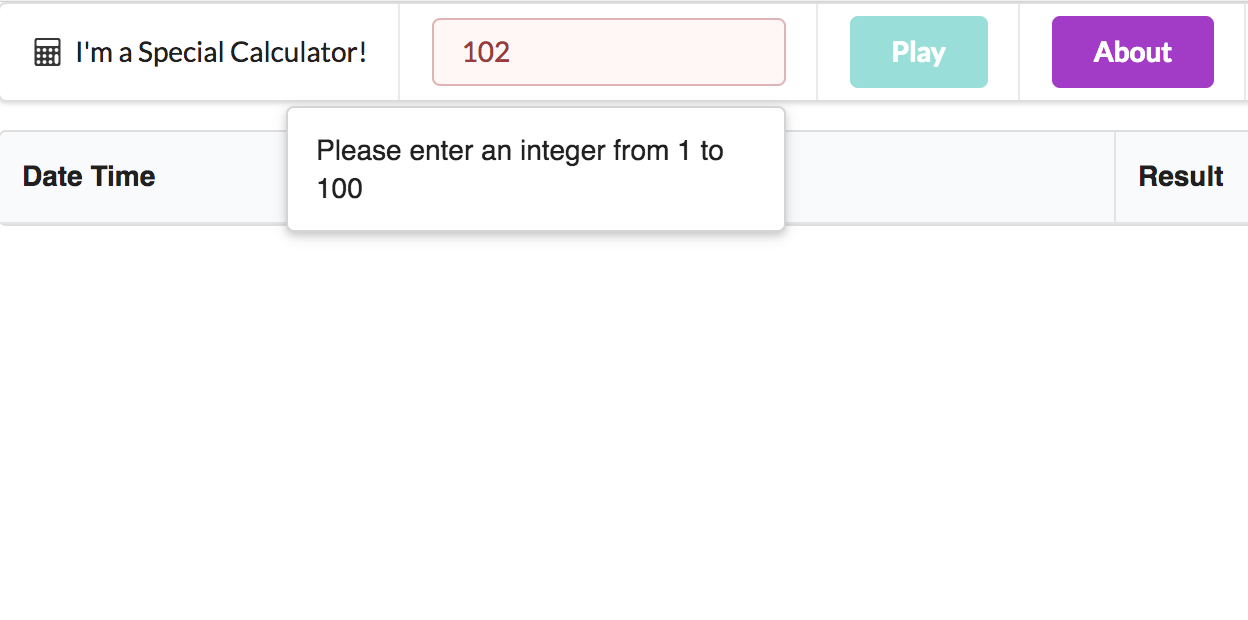 I'm a Special Calculator!
102
Play
About
Please enter an integer from 1 to
100
Date Time
Result